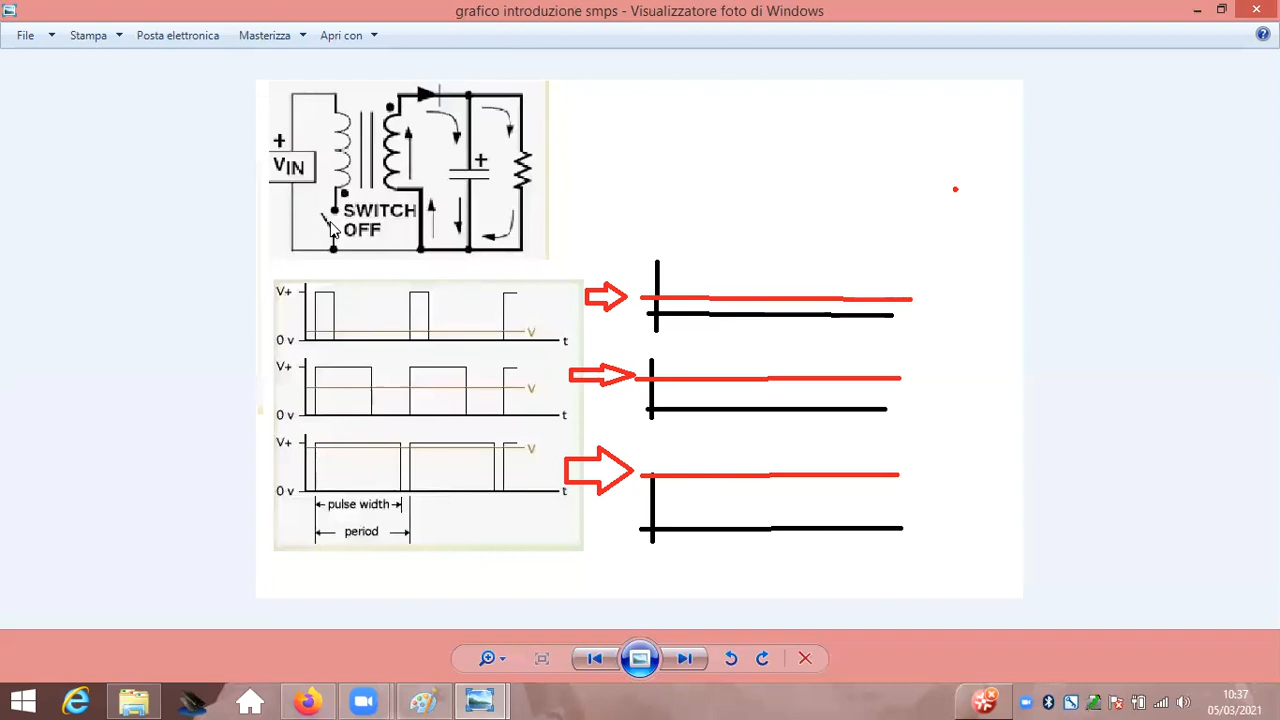 grafico introduzione smps - Visualizzatore foto di Windows
File Stampa Posta elettronica Masterizza Apri con
+
VIN
+
SWITCH
OFF
V+
V
0 v
t
V+
V
0 v
t
V+
V
0 v
t
pulse width
period
10:37
05/03/2021